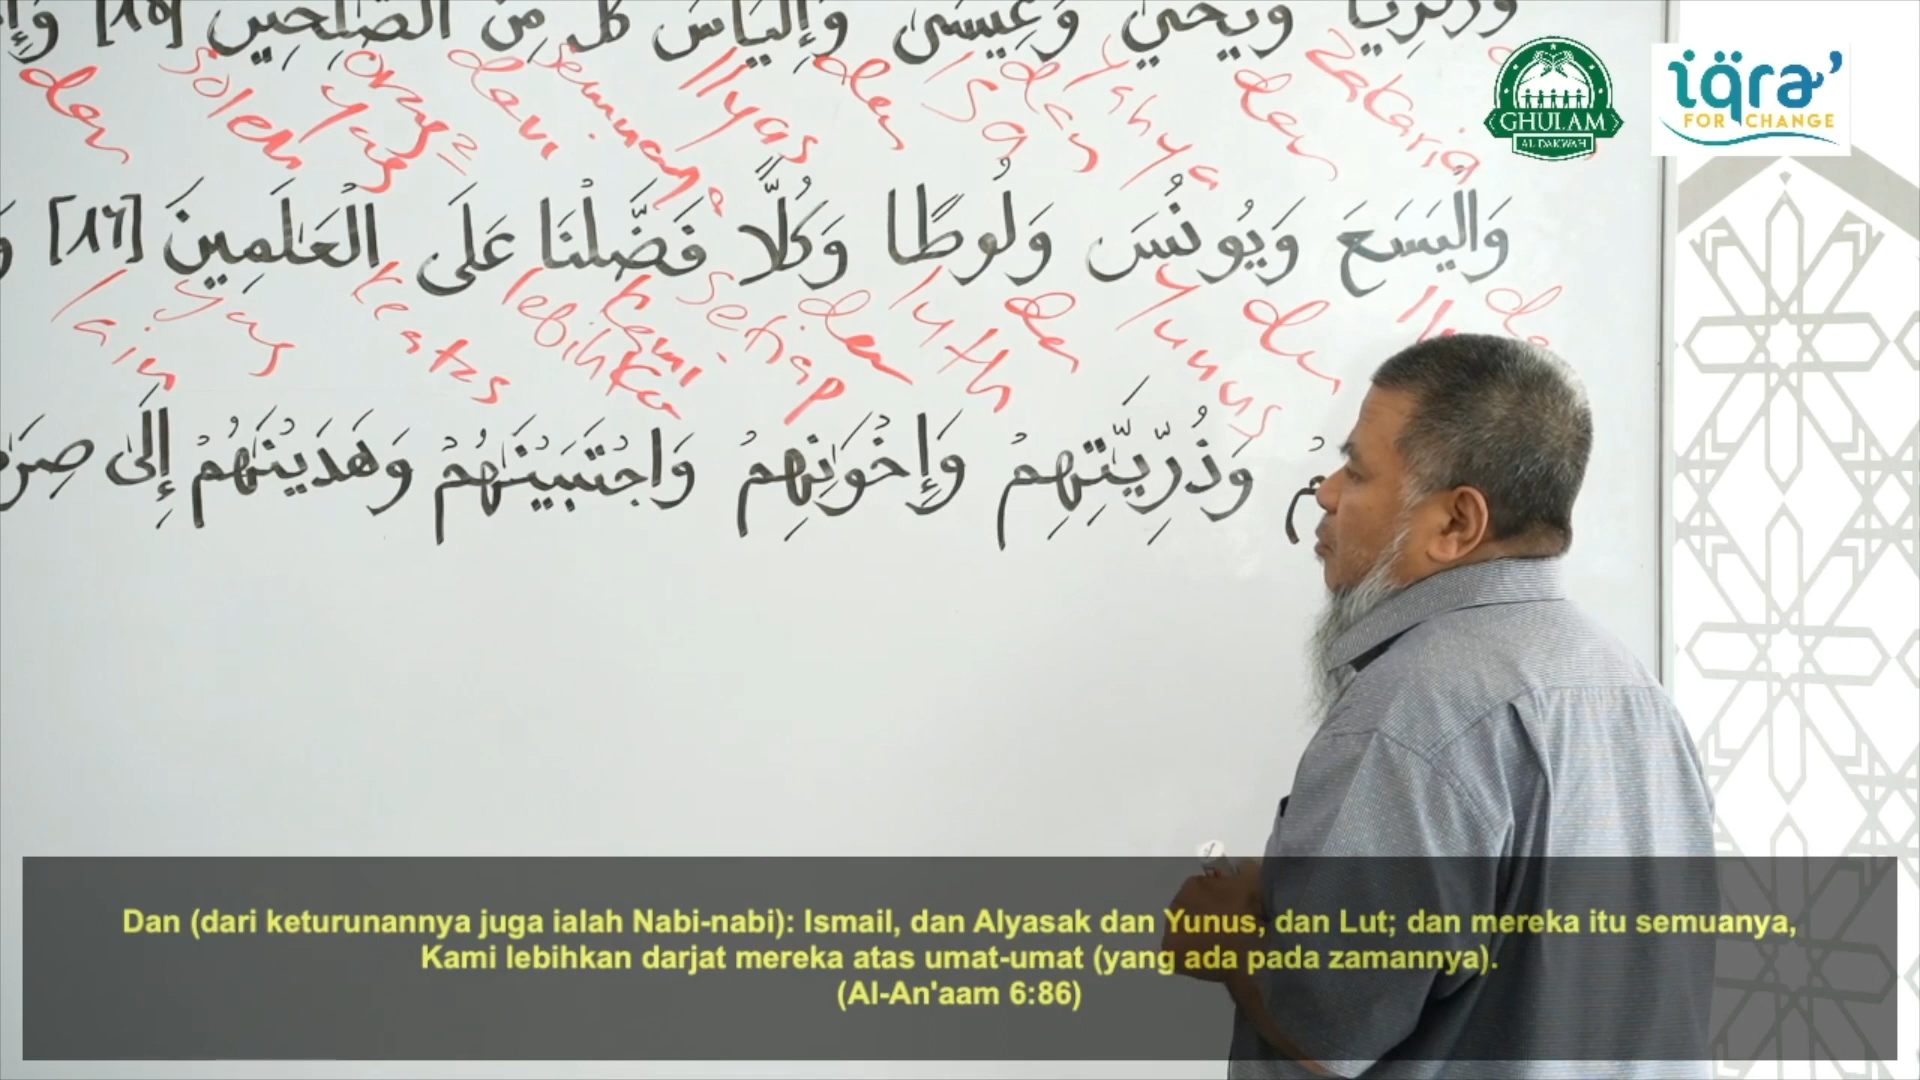 وَزَكَرِيَّا وَيَحْيَىٰ وَعِيسَىٰ وَإِلْيَاسَ كُلٌّ مِّنَ الصَّٰلِحِينَ [٨٥]
dan soleh yang orang2 dari semuanya Ilyas dan Isa dan Yahya dan Zakaria
وَالْيَسَعَ وَيُونُسَ وَلُوطًا وَكُلًّا فَضَّلْنَا عَلَى الْعَٰلَمِينَ [٨٦]
lain yang keatas lebihkan kami setiap dan Luth dan Yunus dan
وَذُرِّيَّٰتِهِمْ وَإِخْوَٰنِهِمْ وَاجْتَبَيْنَٰهُمْ وَهَدَيْنَٰهُمْ إِلَىٰ
GHULAM
AL-DAKWAH
iqra'
FOR CHANGE
Dan (dari keturunannya juga ialah Nabi-nabi): Ismail, dan Alyasak dan Yunus, dan Lut; dan mereka itu semuanya,
Kami lebihkan darjat mereka atas umat-umat (yang ada pada zamannya).
(Al-An'aam 6:86)